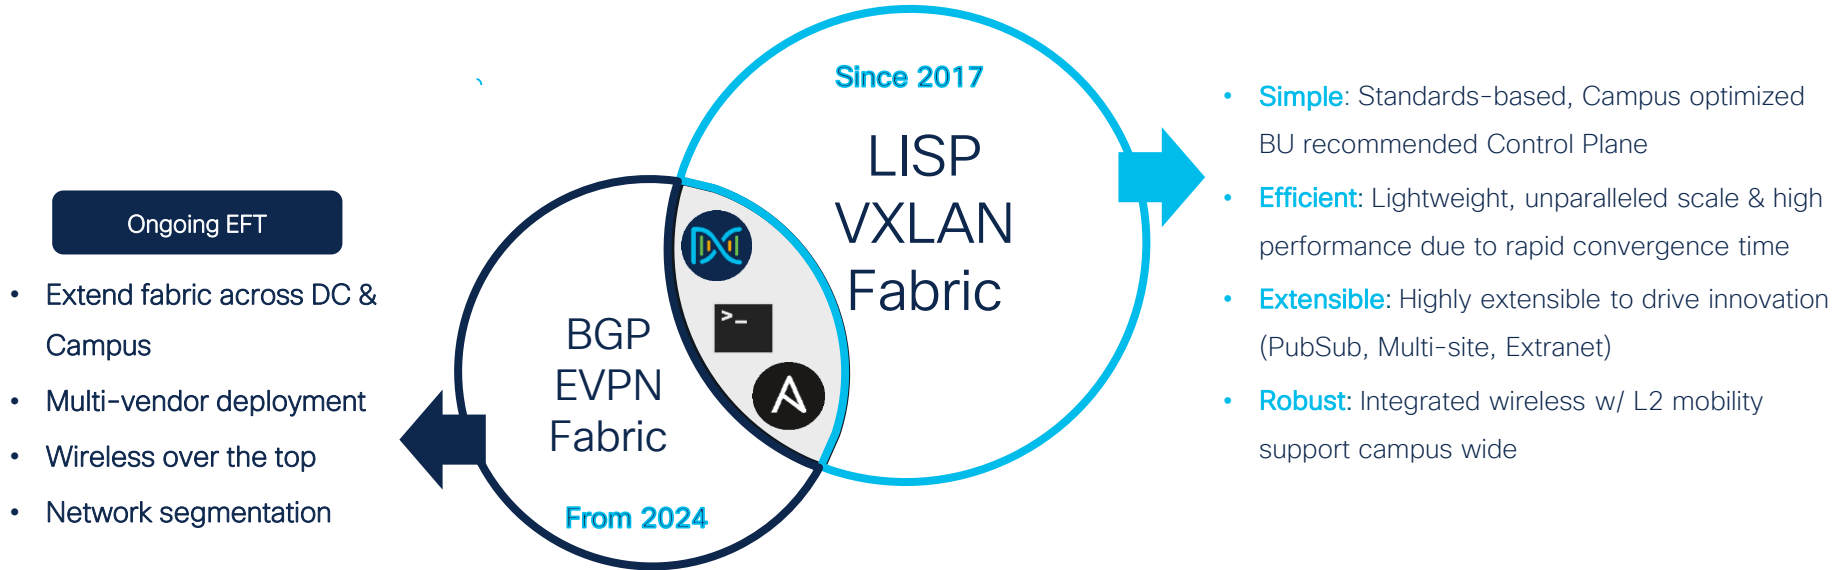 Ongoing EFT
• Extend fabric across DC &
Campus
• Multi-vendor deployment
• Wireless over the top
• Network segmentation
BGP
EVPN
Fabric
From 2024
Since 2017
LISP
VXLAN
Fabric
>_
• Simple: Standards-based, Campus optimized
BU recommended Control Plane
• Efficient: Lightweight, unparalleled scale & high
performance due to rapid convergence time
• Extensible: Highly extensible to drive innovation
(PubSub, Multi-site, Extranet)
• Robust: Integrated wireless w/ L2 mobility
support campus wide